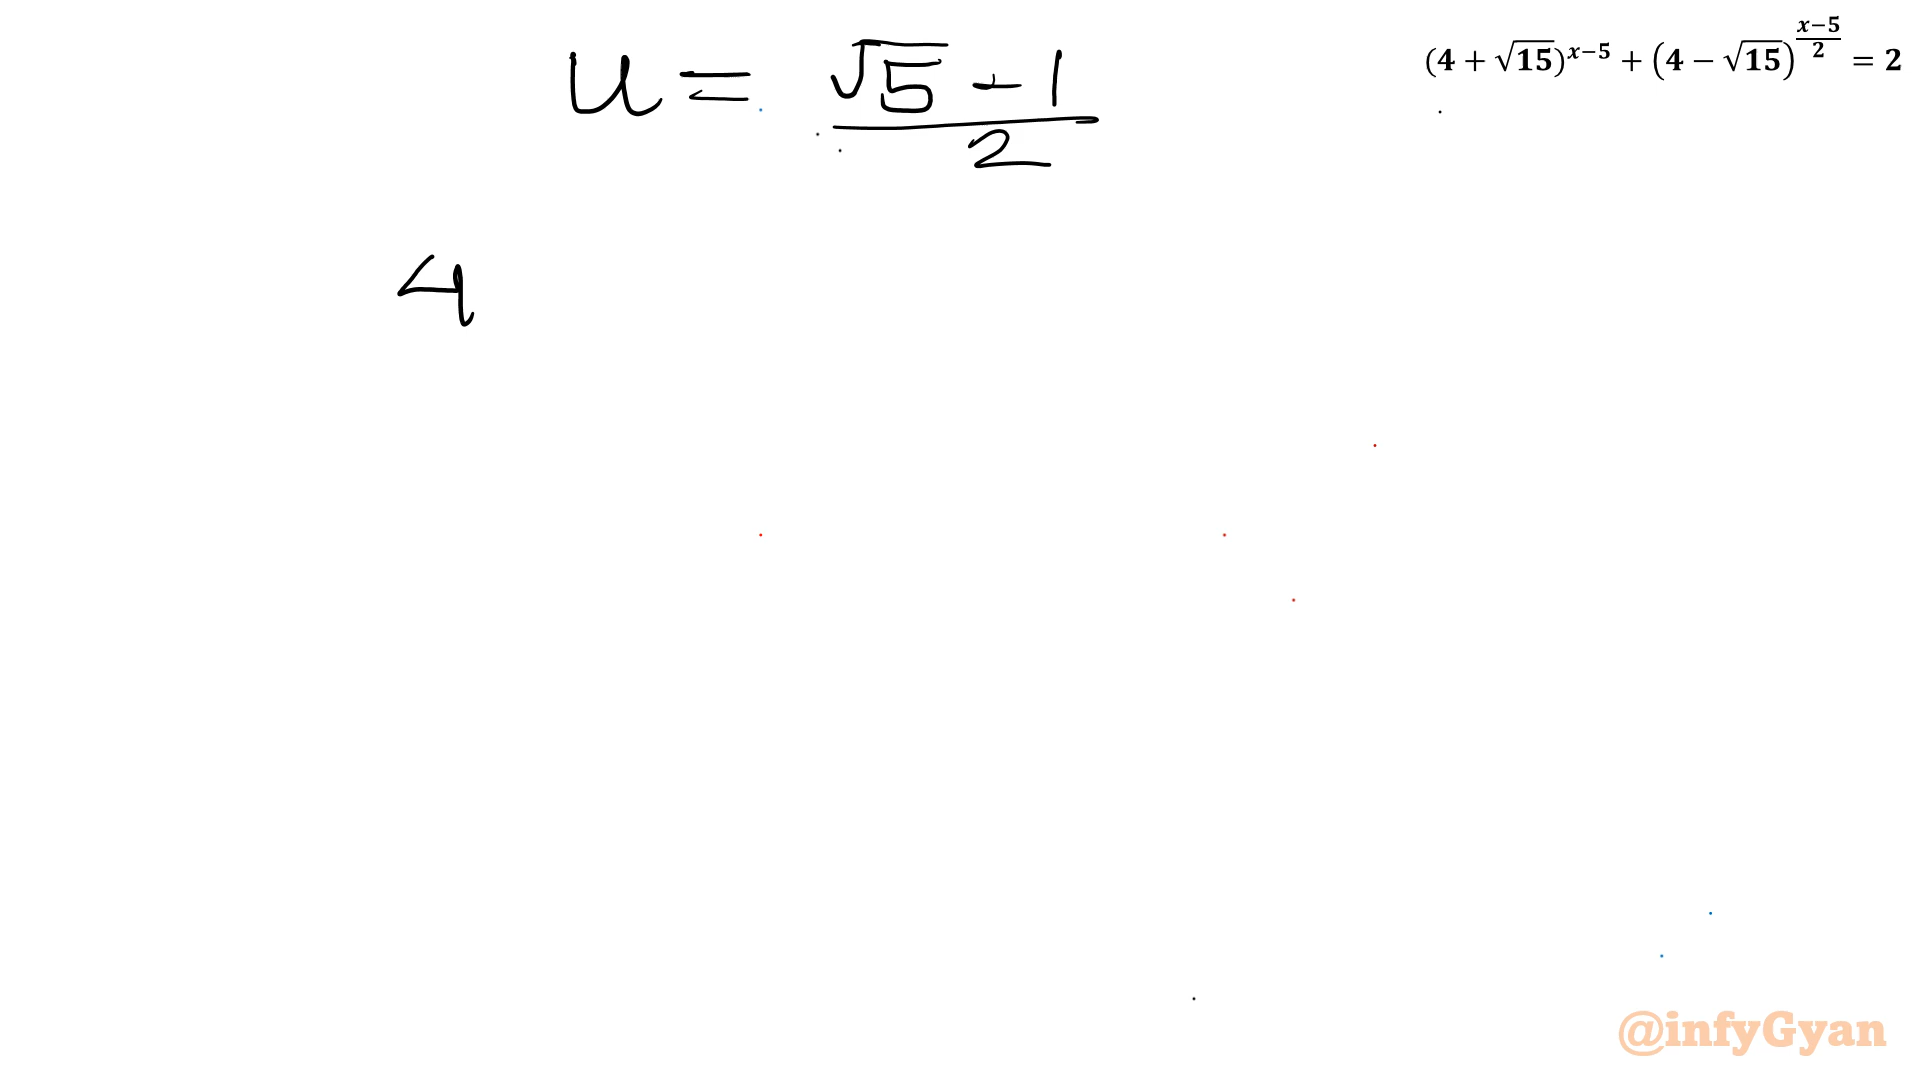 u = (√5 - 1)/2
(4 + √15)^(x−5) + (4 − √15)^((x−5)/2) = 2
4
@infyGyan